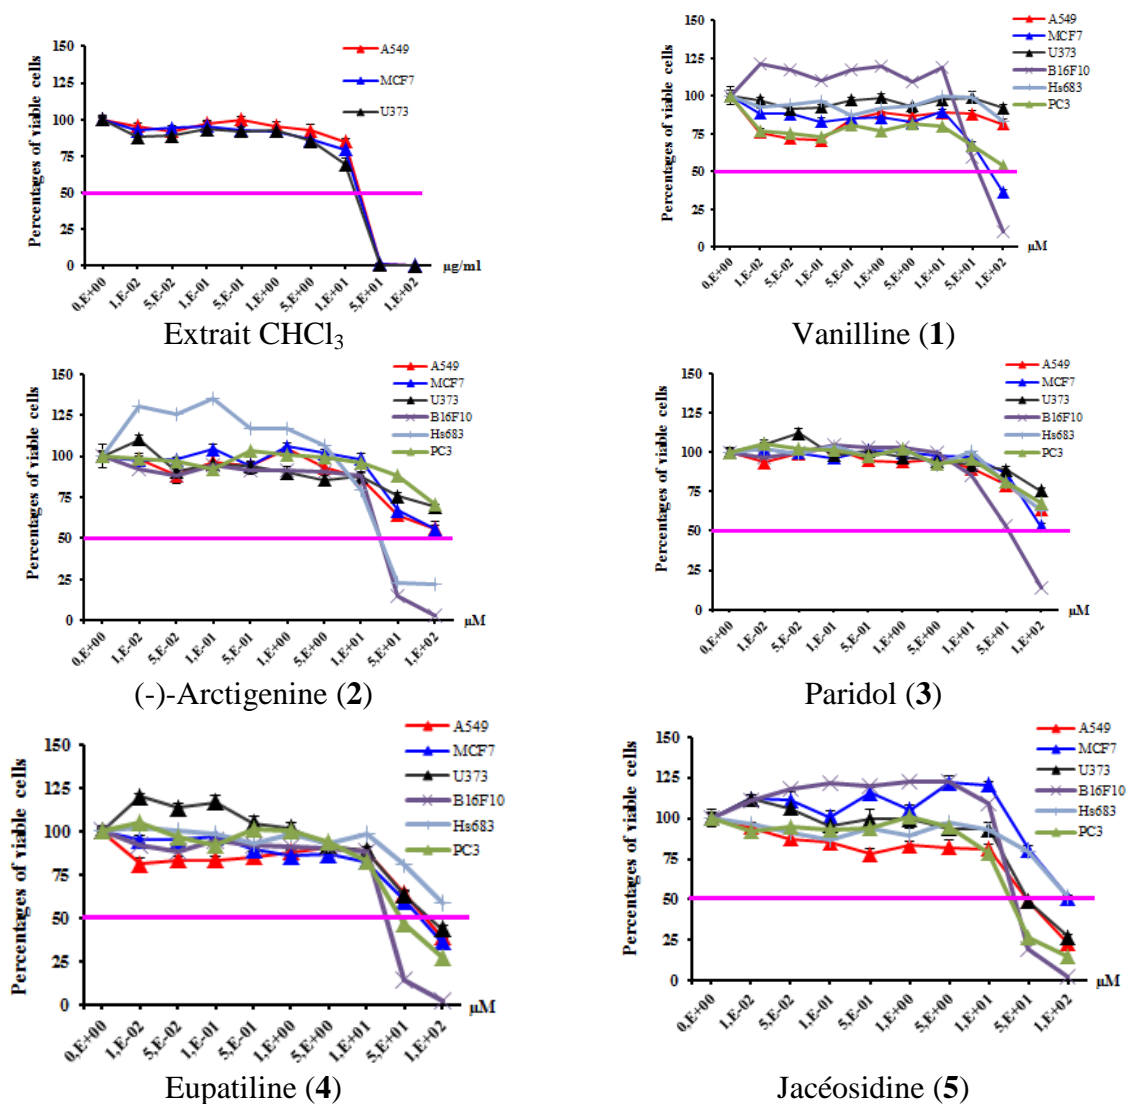 Percentages of viable cells
150
125
100
75
50
25
0
0,E+00
1,E-02
5,E-02
1,E-01
5,E-01
1,E+00
5,E+00
1,E+01
5,E+01
1,E+02
µg/ml
A549
MCF7
U373
Extrait CHCl3
Percentages of viable cells
150
125
100
75
50
25
0
0,E+00
1,E-02
5,E-02
1,E-01
5,E-01
1,E+00
5,E+00
1,E+01
5,E+01
1,E+02
µM
A549
MCF7
U373
B16F10
Hs683
PC3
Vanilline (1)
Percentages of viable cells
150
125
100
75
50
25
0
0,E+00
1,E-02
5,E-02
1,E-01
5,E-01
1,E+00
5,E+00
1,E+01
5,E+01
1,E+02
µM
A549
MCF7
U373
B16F10
Hs683
PC3
(-)-Arctigenine (2)
Percentages of viable cells
150
125
100
75
50
25
0
0,E+00
1,E-02
5,E-02
1,E-01
5,E-01
1,E+00
5,E+00
1,E+01
5,E+01
1,E+02
µM
A549
MCF7
U373
B16F10
Hs683
PC3
Paridol (3)
Percentages of viable cells
150
125
100
75
50
25
0
0,E+00
1,E-02
5,E-02
1,E-01
5,E-01
1,E+00
5,E+00
1,E+01
5,E+01
1,E+02
µM
A549
MCF7
U373
B16F10
Hs683
PC3
Eupatiline (4)
Percentages of viable cells
150
125
100
75
50
25
0
0,E+00
1,E-02
5,E-02
1,E-01
5,E-01
1,E+00
5,E+00
1,E+01
5,E+01
1,E+02
µM
A549
MCF7
U373
B16F10
Hs683
PC3
Jacéosidine (5)